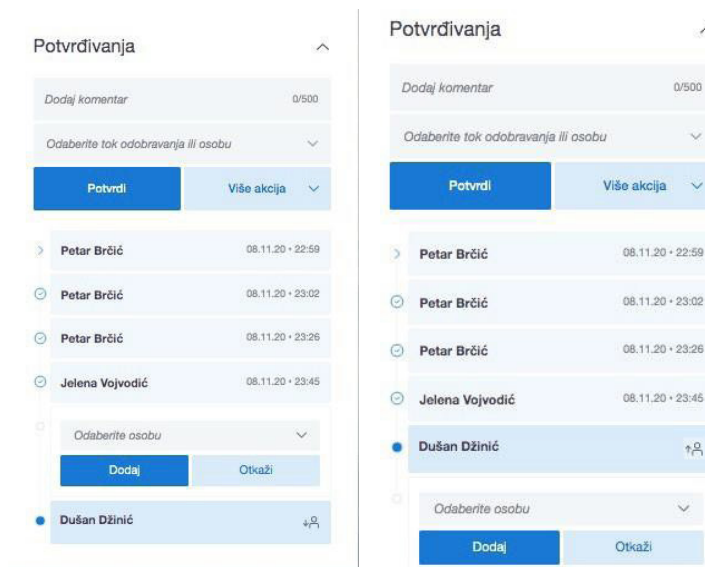 Potvrđivanja
Dodaj komentar 0/500
Odaberite tok odobravanja ili osobu
Potvrdi Više akcija
Petar Brčić 08.11.20 • 22:59
Petar Brčić 08.11.20 • 23:02
Petar Brčić 08.11.20 • 23:26
Jelena Vojvodić 08.11.20 • 23:45
Odaberite osobu
Dodaj Otkaži
Dušan Džinić
Potvrđivanja
Dodaj komentar 0/500
Odaberite tok odobravanja ili osobu
Potvrdi Više akcija
Petar Brčić 08.11.20 • 22:59
Petar Brčić 08.11.20 • 23:02
Petar Brčić 08.11.20 • 23:26
Jelena Vojvodić 08.11.20 • 23:45
Dušan Džinić
Odaberite osobu
Dodaj Otkaži